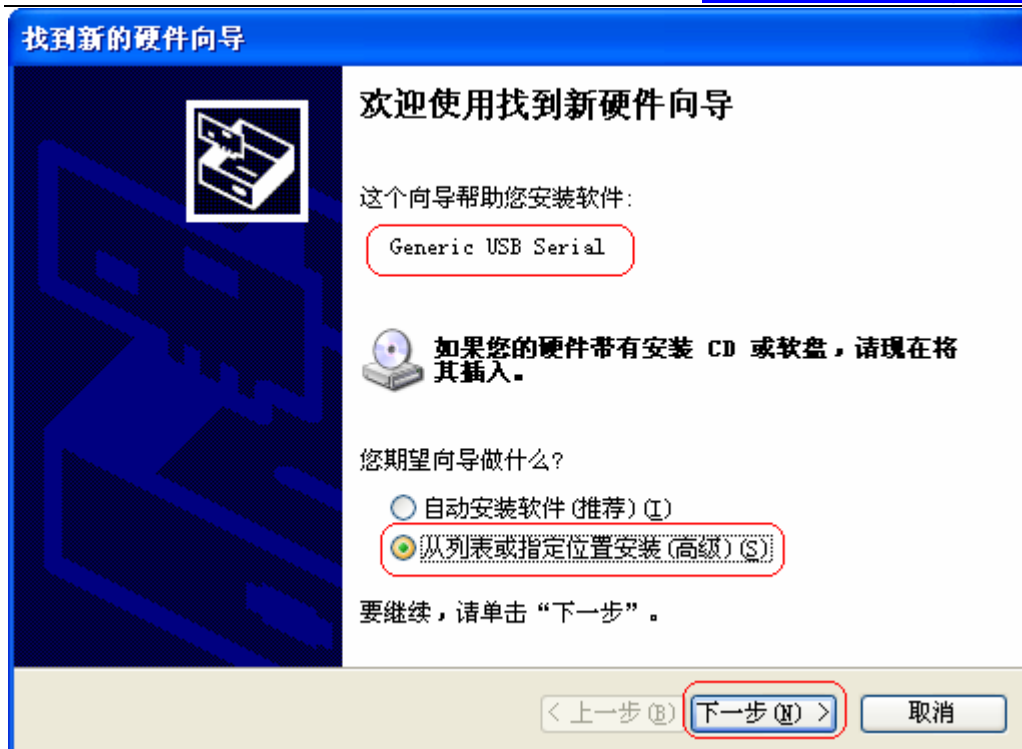 找到新的硬件向导
欢迎使用找到新硬件向导
这个向导帮助您安装软件:
Generic USB Serial
如果您的硬件带有安装 CD 或软盘，请现在将
其插入。
您期望向导做什么?
自动安装软件(推荐)(I)
从列表或指定位置安装(高级)(S)
要继续，请单击“下一步”。
< 上一步(B)
下一步(N) >
取消